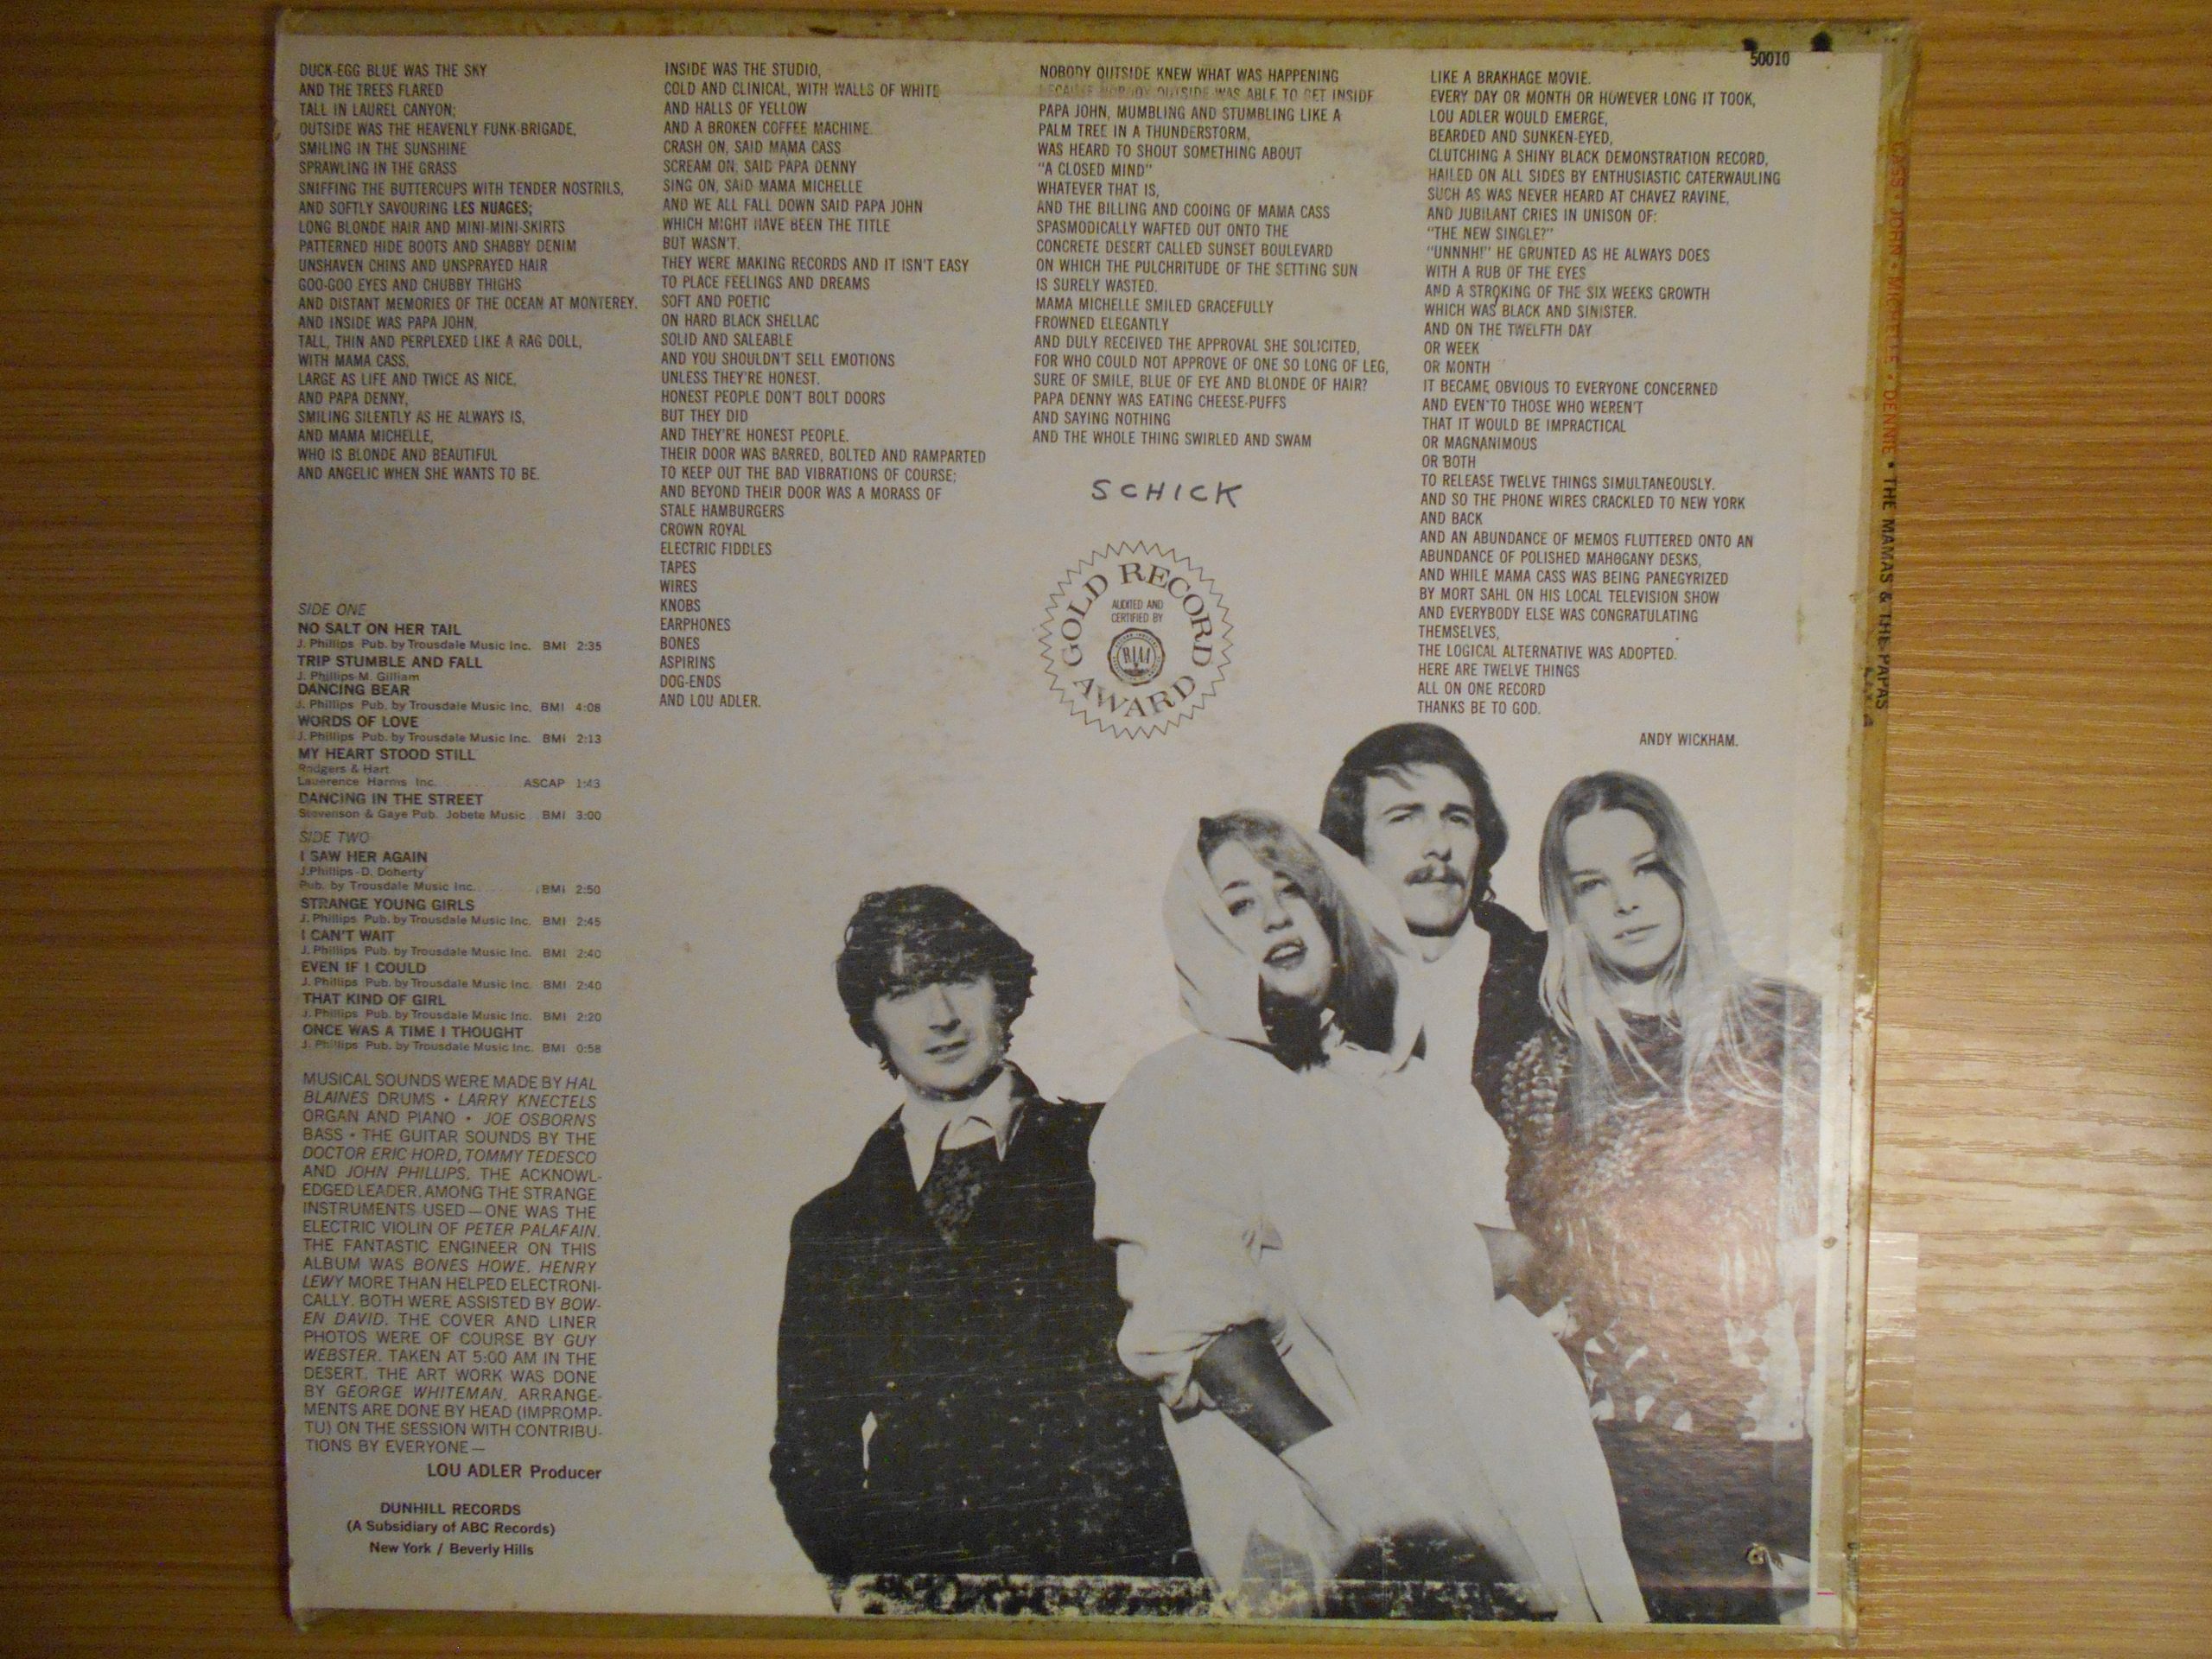 50010
DUCK-EGG BLUE WAS THE SKY
AND THE TREES FLARED
TALL IN LAUREL CANYON;
OUTSIDE WAS THE HEAVENLY FUNK-BRIGADE,
SMILING IN THE SUNSHINE
SPRAWLING IN THE GRASS
SNIFFING THE BUTTERCUPS WITH TENDER NOSTRILS,
AND SOFTLY SAVOURING LES NUAGES;
LONG BLONDE HAIR AND MINI-MINI-SKIRTS
PATTERNED HIDE BOOTS AND SHABBY DENIM
UNSHAVEN CHINS AND UNSPRAYED HAIR
GOO-GOO EYES AND CHUBBY THIGHS
AND DISTANT MEMORIES OF THE OCEAN AT MONTEREY.
AND INSIDE WAS PAPA JOHN,
TALL, THIN AND PERPLEXED LIKE A RAG DOLL,
WITH MAMA CASS,
LARGE AS LIFE AND TWICE AS NICE,
AND PAPA DENNY,
SMILING SILENTLY AS HE ALWAYS IS,
AND MAMA MICHELLE,
WHO IS BLONDE AND BEAUTIFUL
AND ANGELIC WHEN SHE WANTS TO BE.
INSIDE WAS THE STUDIO,
COLD AND CLINICAL, WITH WALLS OF WHITE
AND HALLS OF YELLOW
AND A BROKEN COFFEE MACHINE.
CRASH ON, SAID MAMA CASS
SCREAM ON, SAID PAPA DENNY
SING ON, SAID MAMA MICHELLE
AND WE ALL FALL DOWN SAID PAPA JOHN
WHICH MIGHT HAVE BEEN THE TITLE
BUT WASN'T.
THEY WERE MAKING RECORDS AND IT ISN'T EASY
TO PLACE FEELINGS AND DREAMS
SOFT AND POETIC
ON HARD BLACK SHELLAC
SOLID AND SALEABLE
AND YOU SHOULDN'T SELL EMOTIONS
UNLESS THEY'RE HONEST.
HONEST PEOPLE DON'T BOLT DOORS
BUT THEY DID
AND THEY'RE HONEST PEOPLE.
THEIR DOOR WAS BARRED, BOLTED AND RAMPARTED
TO KEEP OUT THE BAD VIBRATIONS OF COURSE;
AND BEYOND THEIR DOOR WAS A MORASS OF
STALE HAMBURGERS
CROWN ROYAL
ELECTRIC FIDDLES
TAPES
WIRES
KNOBS
EARPHONES
BONES
ASPIRINS
DOG-ENDS
AND LOU ADLER.
NOBODY OUTSIDE KNEW WHAT WAS HAPPENING
BECAUSE NOBODY OUTSIDE WAS ABLE TO GET INSIDE
PAPA JOHN, MUMBLING AND STUMBLING LIKE A
PALM TREE IN A THUNDERSTORM,
WAS HEARD TO SHOUT SOMETHING ABOUT
"A CLOSED MIND"
WHATEVER THAT IS,
AND THE BILLING AND COOING OF MAMA CASS
SPASMODICALLY WAFTED OUT ONTO THE
CONCRETE DESERT CALLED SUNSET BOULEVARD
ON WHICH THE PULCHRITUDE OF THE SETTING SUN
IS SURELY WASTED.
MAMA MICHELLE SMILED GRACEFULLY
FROWNED ELEGANTLY
AND DULY RECEIVED THE APPROVAL SHE SOLICITED,
FOR WHO COULD NOT APPROVE OF ONE SO LONG OF LEG,
SURE OF SMILE, BLUE OF EYE AND BLONDE OF HAIR?
PAPA DENNY WAS EATING CHEESE-PUFFS
AND SAYING NOTHING
AND THE WHOLE THING SWIRLED AND SWAM
SCHICK
GOLD RECORD
AUDITED AND
CERTIFIED BY
RIAA
AWARD
LIKE A BRAKHAGE MOVIE.
EVERY DAY OR MONTH OR HOWEVER LONG IT TOOK,
LOU ADLER WOULD EMERGE,
BEARDED AND SUNKEN-EYED,
CLUTCHING A SHINY BLACK DEMONSTRATION RECORD,
HAILED ON ALL SIDES BY ENTHUSIASTIC CATERWAULING
SUCH AS WAS NEVER HEARD AT CHAVEZ RAVINE,
AND JUBILANT CRIES IN UNISON OF:
"THE NEW SINGLE?"
"UNNNH!" HE GRUNTED AS HE ALWAYS DOES
WITH A RUB OF THE EYES
AND A STROKING OF THE SIX WEEKS GROWTH
WHICH WAS BLACK AND SINISTER.
AND ON THE TWELFTH DAY
OR WEEK
OR MONTH
IT BECAME OBVIOUS TO EVERYONE CONCERNED
AND EVEN TO THOSE WHO WEREN'T
THAT IT WOULD BE IMPRACTICAL
OR MAGNANIMOUS
OR BOTH
TO RELEASE TWELVE THINGS SIMULTANEOUSLY.
AND SO THE PHONE WIRES CRACKLED TO NEW YORK
AND BACK
AND AN ABUNDANCE OF MEMOS FLUTTERED ONTO AN
ABUNDANCE OF POLISHED MAHOGANY DESKS,
AND WHILE MAMA CASS WAS BEING PANEGYRIZED
BY MORT SAHL ON HIS LOCAL TELEVISION SHOW
AND EVERYBODY ELSE WAS CONGRATULATING
THEMSELVES,
THE LOGICAL ALTERNATIVE WAS ADOPTED.
HERE ARE TWELVE THINGS
ALL ON ONE RECORD
THANKS BE TO GOD.
ANDY WICKHAM.
SIDE ONE
NO SALT ON HER TAIL
J. Phillips Pub. by Trousdale Music Inc. BMI 2:35
TRIP STUMBLE AND FALL
J. Phillips-M. Gilliam
DANCING BEAR
J. Phillips Pub. by Trousdale Music Inc. BMI 4:08
WORDS OF LOVE
J. Phillips Pub. by Trousdale Music Inc. BMI 2:13
MY HEART STOOD STILL
Rodgers & Hart
Lawerence Harms Inc. ........ ASCAP 1:43
DANCING IN THE STREET
Stevenson & Gaye Pub. Jobete Music BMI 3:00
SIDE TWO
I SAW HER AGAIN
J.Phillips-D. Doherty
Pub. by Trousdale Music Inc. ........ BMI 2:50
STRANGE YOUNG GIRLS
J. Phillips Pub. by Trousdale Music Inc. BMI 2:45
I CAN'T WAIT
J. Phillips Pub. by Trousdale Music Inc. BMI 2:40
EVEN IF I COULD
J. Phillips Pub. by Trousdale Music Inc. BMI 2:40
THAT KIND OF GIRL
J. Phillips Pub. by Trousdale Music Inc. BMI 2:20
ONCE WAS A TIME I THOUGHT
J. Phillips Pub. by Trousdale Music Inc. BMI 0:58
MUSICAL SOUNDS WERE MADE BY HAL
BLAINES DRUMS • LARRY KNECTELS
ORGAN AND PIANO • JOE OSBORNS
BASS • THE GUITAR SOUNDS BY THE
DOCTOR ERIC HORD, TOMMY TEDESCO
AND JOHN PHILLIPS. THE ACKNOWL-
EDGED LEADER. AMONG THE STRANGE
INSTRUMENTS USED—ONE WAS THE
ELECTRIC VIOLIN OF PETER PALAFAIN.
THE FANTASTIC ENGINEER ON THIS
ALBUM WAS BONES HOWE. HENRY
LEWY MORE THAN HELPED ELECTRONI-
CALLY. BOTH WERE ASSISTED BY BOW-
EN DAVID. THE COVER AND LINER
PHOTOS WERE OF COURSE BY GUY
WEBSTER. TAKEN AT 5:00 AM IN THE
DESERT. THE ART WORK WAS DONE
BY GEORGE WHITEMAN. ARRANGE-
MENTS ARE DONE BY HEAD (IMPROMP-
TU) ON THE SESSION WITH CONTRIBU-
TIONS BY EVERYONE—
LOU ADLER Producer
DUNHILL RECORDS
(A Subsidiary of ABC Records)
New York / Beverly Hills
CASS • JOHN • MICHELLE • DENNIE • THE MAMAS & THE PAPAS